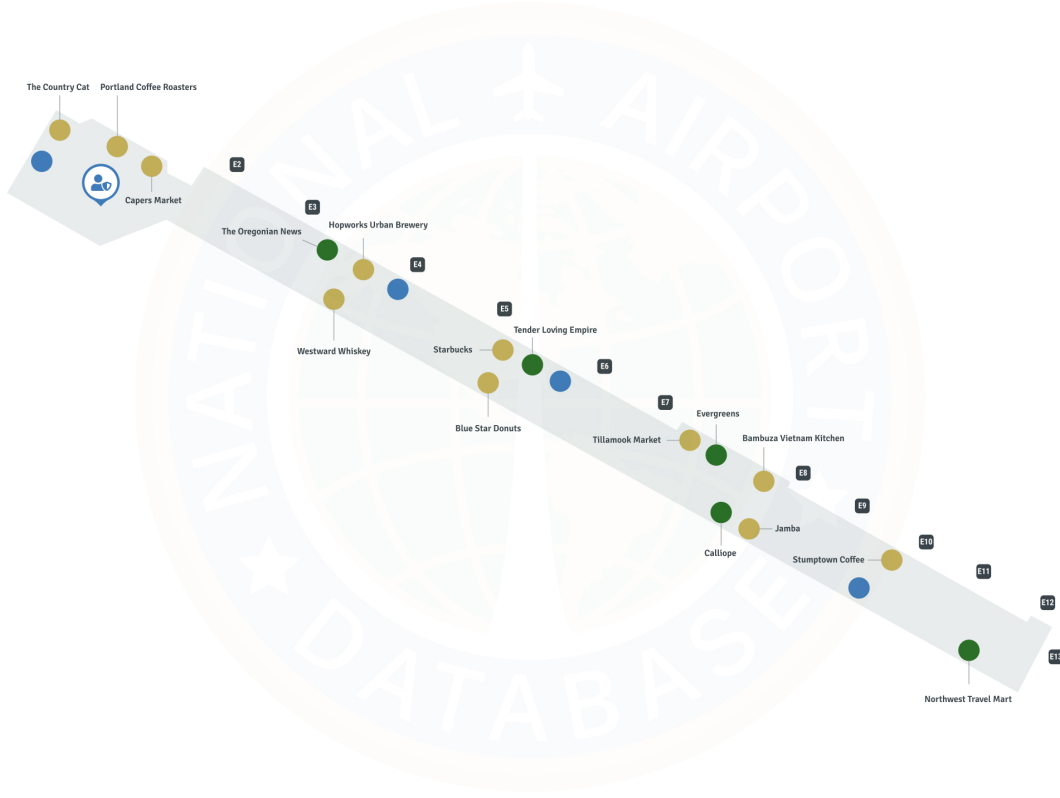 The Country Cat
Portland Coffee Roasters
Capers Market
E2
E3
The Oregonian News
Hopworks Urban Brewery
E4
Westward Whiskey
E5
Tender Loving Empire
Starbucks
E6
Blue Star Donuts
E7
Evergreens
Tillamook Market
Bambuza Vietnam Kitchen
E8
E9
Jamba
Calliope
E10
Stumptown Coffee
E11
E12
E13
Northwest Travel Mart
NATIONAL AIRPORT
DATABASE